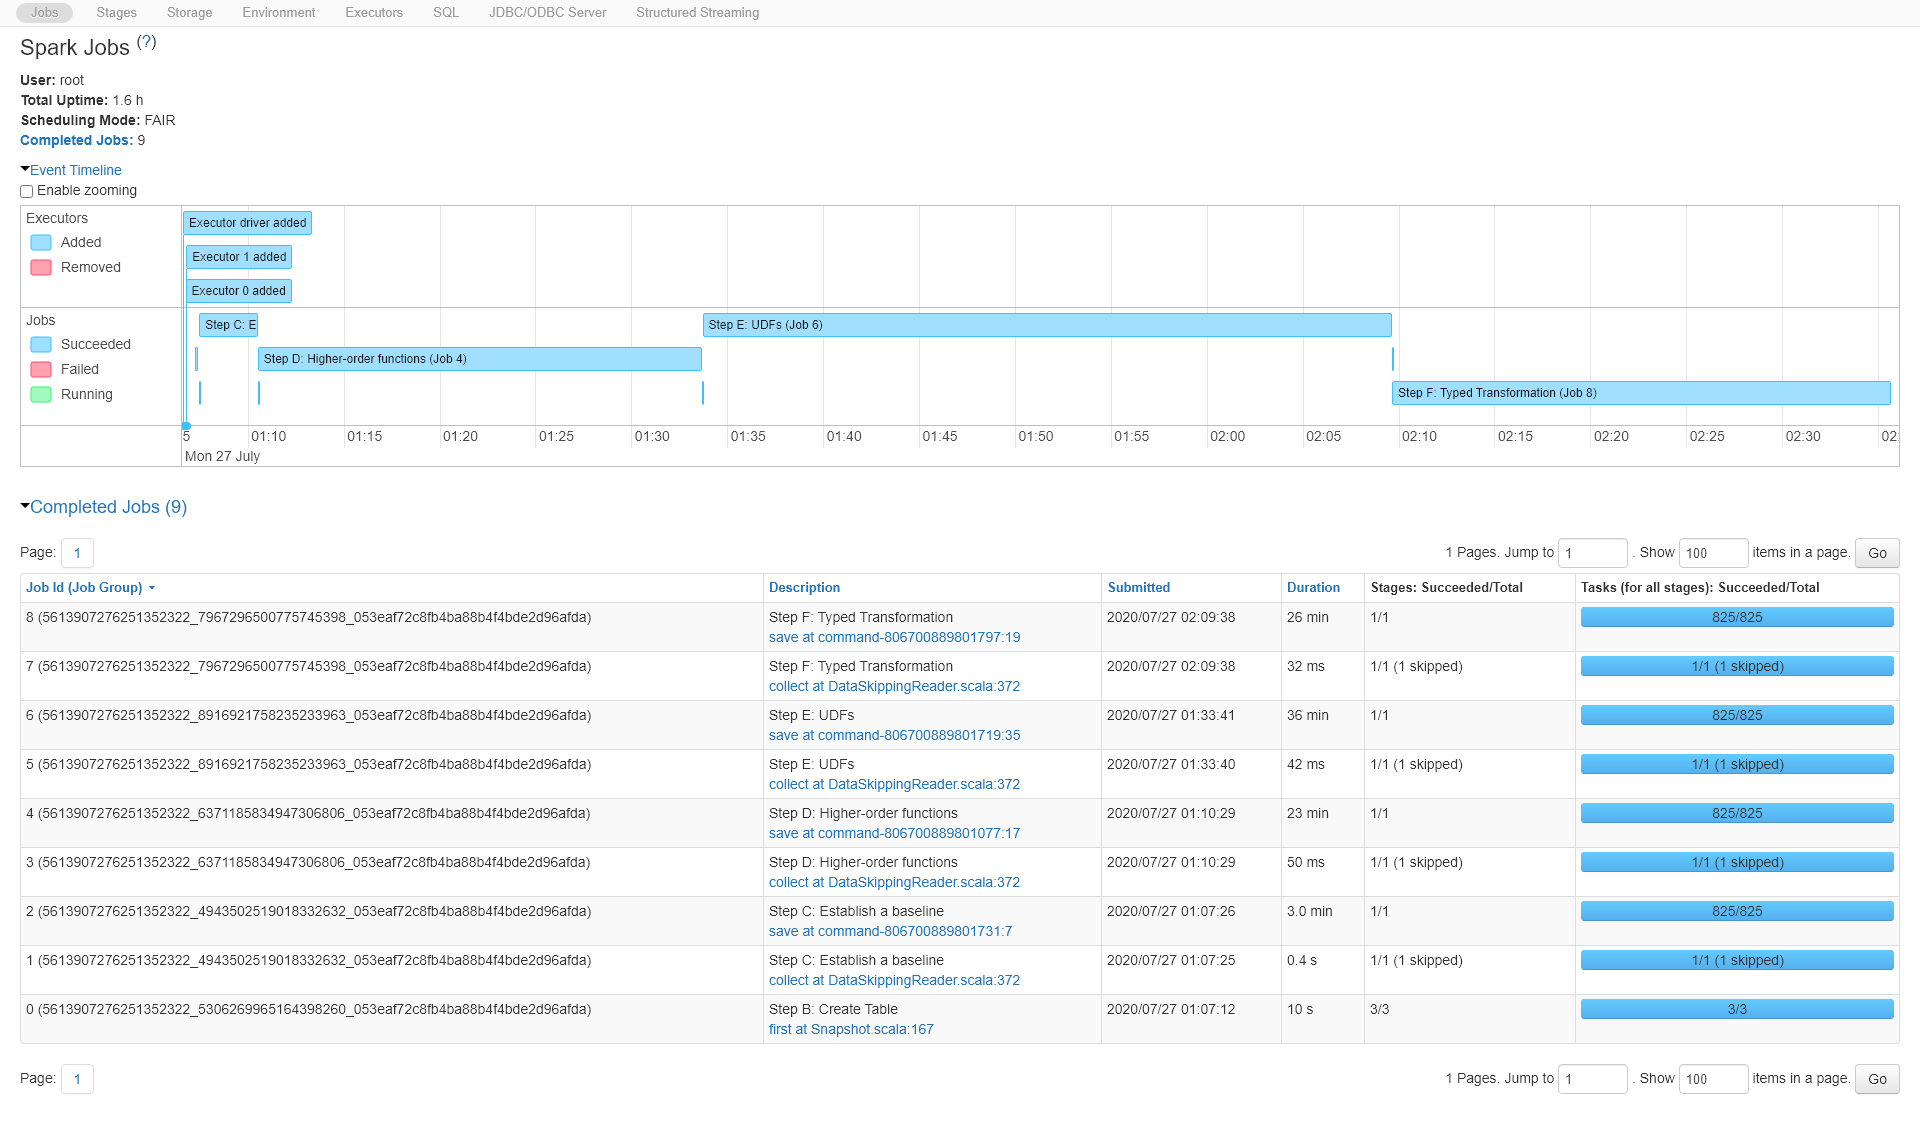 Jobs Stages Storage Environment Executors SQL JDBC/ODBC Server Structured Streaming
Spark Jobs (?)
User: root
Total Uptime: 1.6 h
Scheduling Mode: FAIR
Completed Jobs: 9
Event Timeline
Enable zooming
Executors
Added
Removed
Executor driver added
Executor 1 added
Executor 0 added
Jobs
Succeeded
Failed
Running
Step C: E
Step E: UDFs (Job 6)
Step D: Higher-order functions (Job 4)
Step F: Typed Transformation (Job 8)
5 01:10 01:15 01:20 01:25 01:30 01:35 01:40 01:45 01:50 01:55 02:00 02:05 02:10 02:15 02:20 02:25 02:30 02:
Mon 27 July
Completed Jobs (9)
Page: 1 1 Pages. Jump to 1 . Show 100 items in a page. Go
Job Id (Job Group) Description Submitted Duration Stages: Succeeded/Total Tasks (for all stages): Succeeded/Total
8 (5613907276251352322_7967296500775745398_053eaf72c8fb4ba88b4f4bde2d96afda) Step F: Typed Transformation 2020/07/27 02:09:38 26 min 1/1 825/825
save at command-806700889801797:19
7 (5613907276251352322_7967296500775745398_053eaf72c8fb4ba88b4f4bde2d96afda) Step F: Typed Transformation 2020/07/27 02:09:38 32 ms 1/1 (1 skipped) 1/1 (1 skipped)
collect at DataSkippingReader.scala:372
6 (5613907276251352322_8916921758235233963_053eaf72c8fb4ba88b4f4bde2d96afda) Step E: UDFs 2020/07/27 01:33:41 36 min 1/1 825/825
save at command-806700889801719:35
5 (5613907276251352322_8916921758235233963_053eaf72c8fb4ba88b4f4bde2d96afda) Step E: UDFs 2020/07/27 01:33:40 42 ms 1/1 (1 skipped) 1/1 (1 skipped)
collect at DataSkippingReader.scala:372
4 (5613907276251352322_6371185834947306806_053eaf72c8fb4ba88b4f4bde2d96afda) Step D: Higher-order functions 2020/07/27 01:10:29 23 min 1/1 825/825
save at command-806700889801077:17
3 (5613907276251352322_6371185834947306806_053eaf72c8fb4ba88b4f4bde2d96afda) Step D: Higher-order functions 2020/07/27 01:10:29 50 ms 1/1 (1 skipped) 1/1 (1 skipped)
collect at DataSkippingReader.scala:372
2 (5613907276251352322_4943502519018332632_053eaf72c8fb4ba88b4f4bde2d96afda) Step C: Establish a baseline 2020/07/27 01:07:26 3.0 min 1/1 825/825
save at command-806700889801731:7
1 (5613907276251352322_4943502519018332632_053eaf72c8fb4ba88b4f4bde2d96afda) Step C: Establish a baseline 2020/07/27 01:07:25 0.4 s 1/1 (1 skipped) 1/1 (1 skipped)
collect at DataSkippingReader.scala:372
0 (5613907276251352322_5306269965164398260_053eaf72c8fb4ba88b4f4bde2d96afda) Step B: Create Table 2020/07/27 01:07:12 10 s 3/3 3/3
first at Snapshot.scala:167
Page: 1 1 Pages. Jump to 1 . Show 100 items in a page. Go